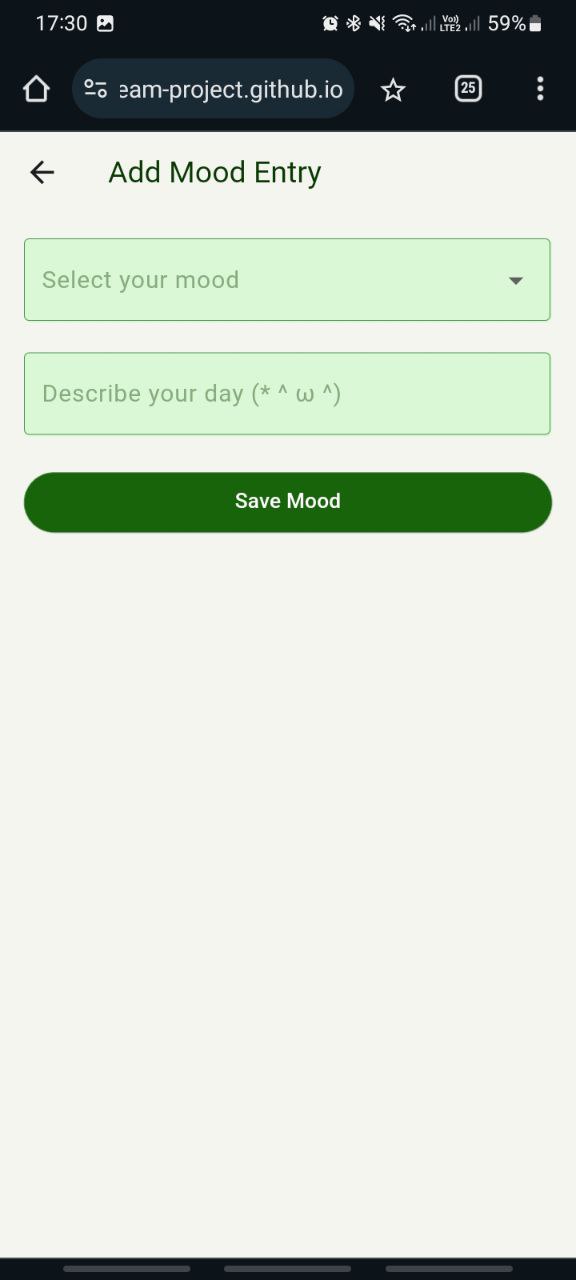 17:30 Vo)) LTE2 59%
eam-project.github.io 25
Add Mood Entry
Select your mood
Describe your day (* ^ ω ^)
Save Mood